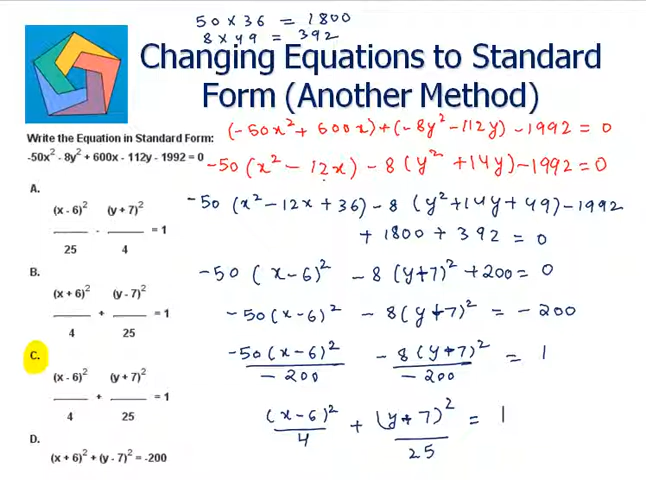 50 x 36 = 1800
8 x 49 = 392
Changing Equations to Standard
Form (Another Method)
Write the Equation in Standard Form:
-50x² - 8y² + 600x - 112y - 1992 = 0
(-50x² + 600x) + (-8y² - 112y) - 1992 = 0
-50 (x² - 12x) - 8 (y² + 14y) - 1992 = 0
-50 (x² - 12x + 36) - 8 (y² + 14y + 49) - 1992
+ 1800 + 392 = 0
-50 (x - 6)² - 8 (y + 7)² + 200 = 0
-50 (x - 6)² - 8 (y + 7)² = - 200
-50 (x - 6)² - 8 (y + 7)² = 1
- 200 - 200
(x - 6)² + (y + 7)² = 1
4 25
A.
(x - 6)² (y + 7)²
- = 1
25 4
B.
(x + 6)² (y - 7)²
+ = 1
4 25
C.
(x - 6)² (y + 7)²
+ = 1
4 25
D.
(x + 6)² + (y - 7)² = -200